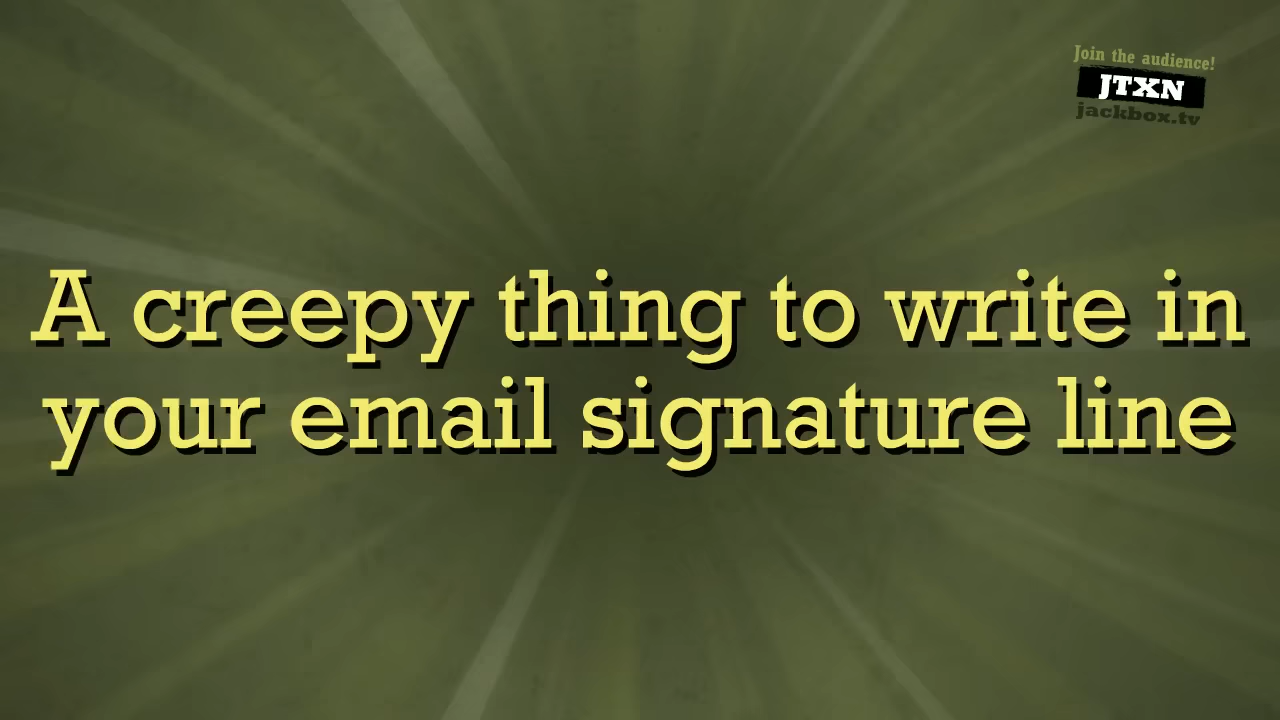 Join the audience!
JTXN
jackbox.tv
A creepy thing to write in
your email signature line